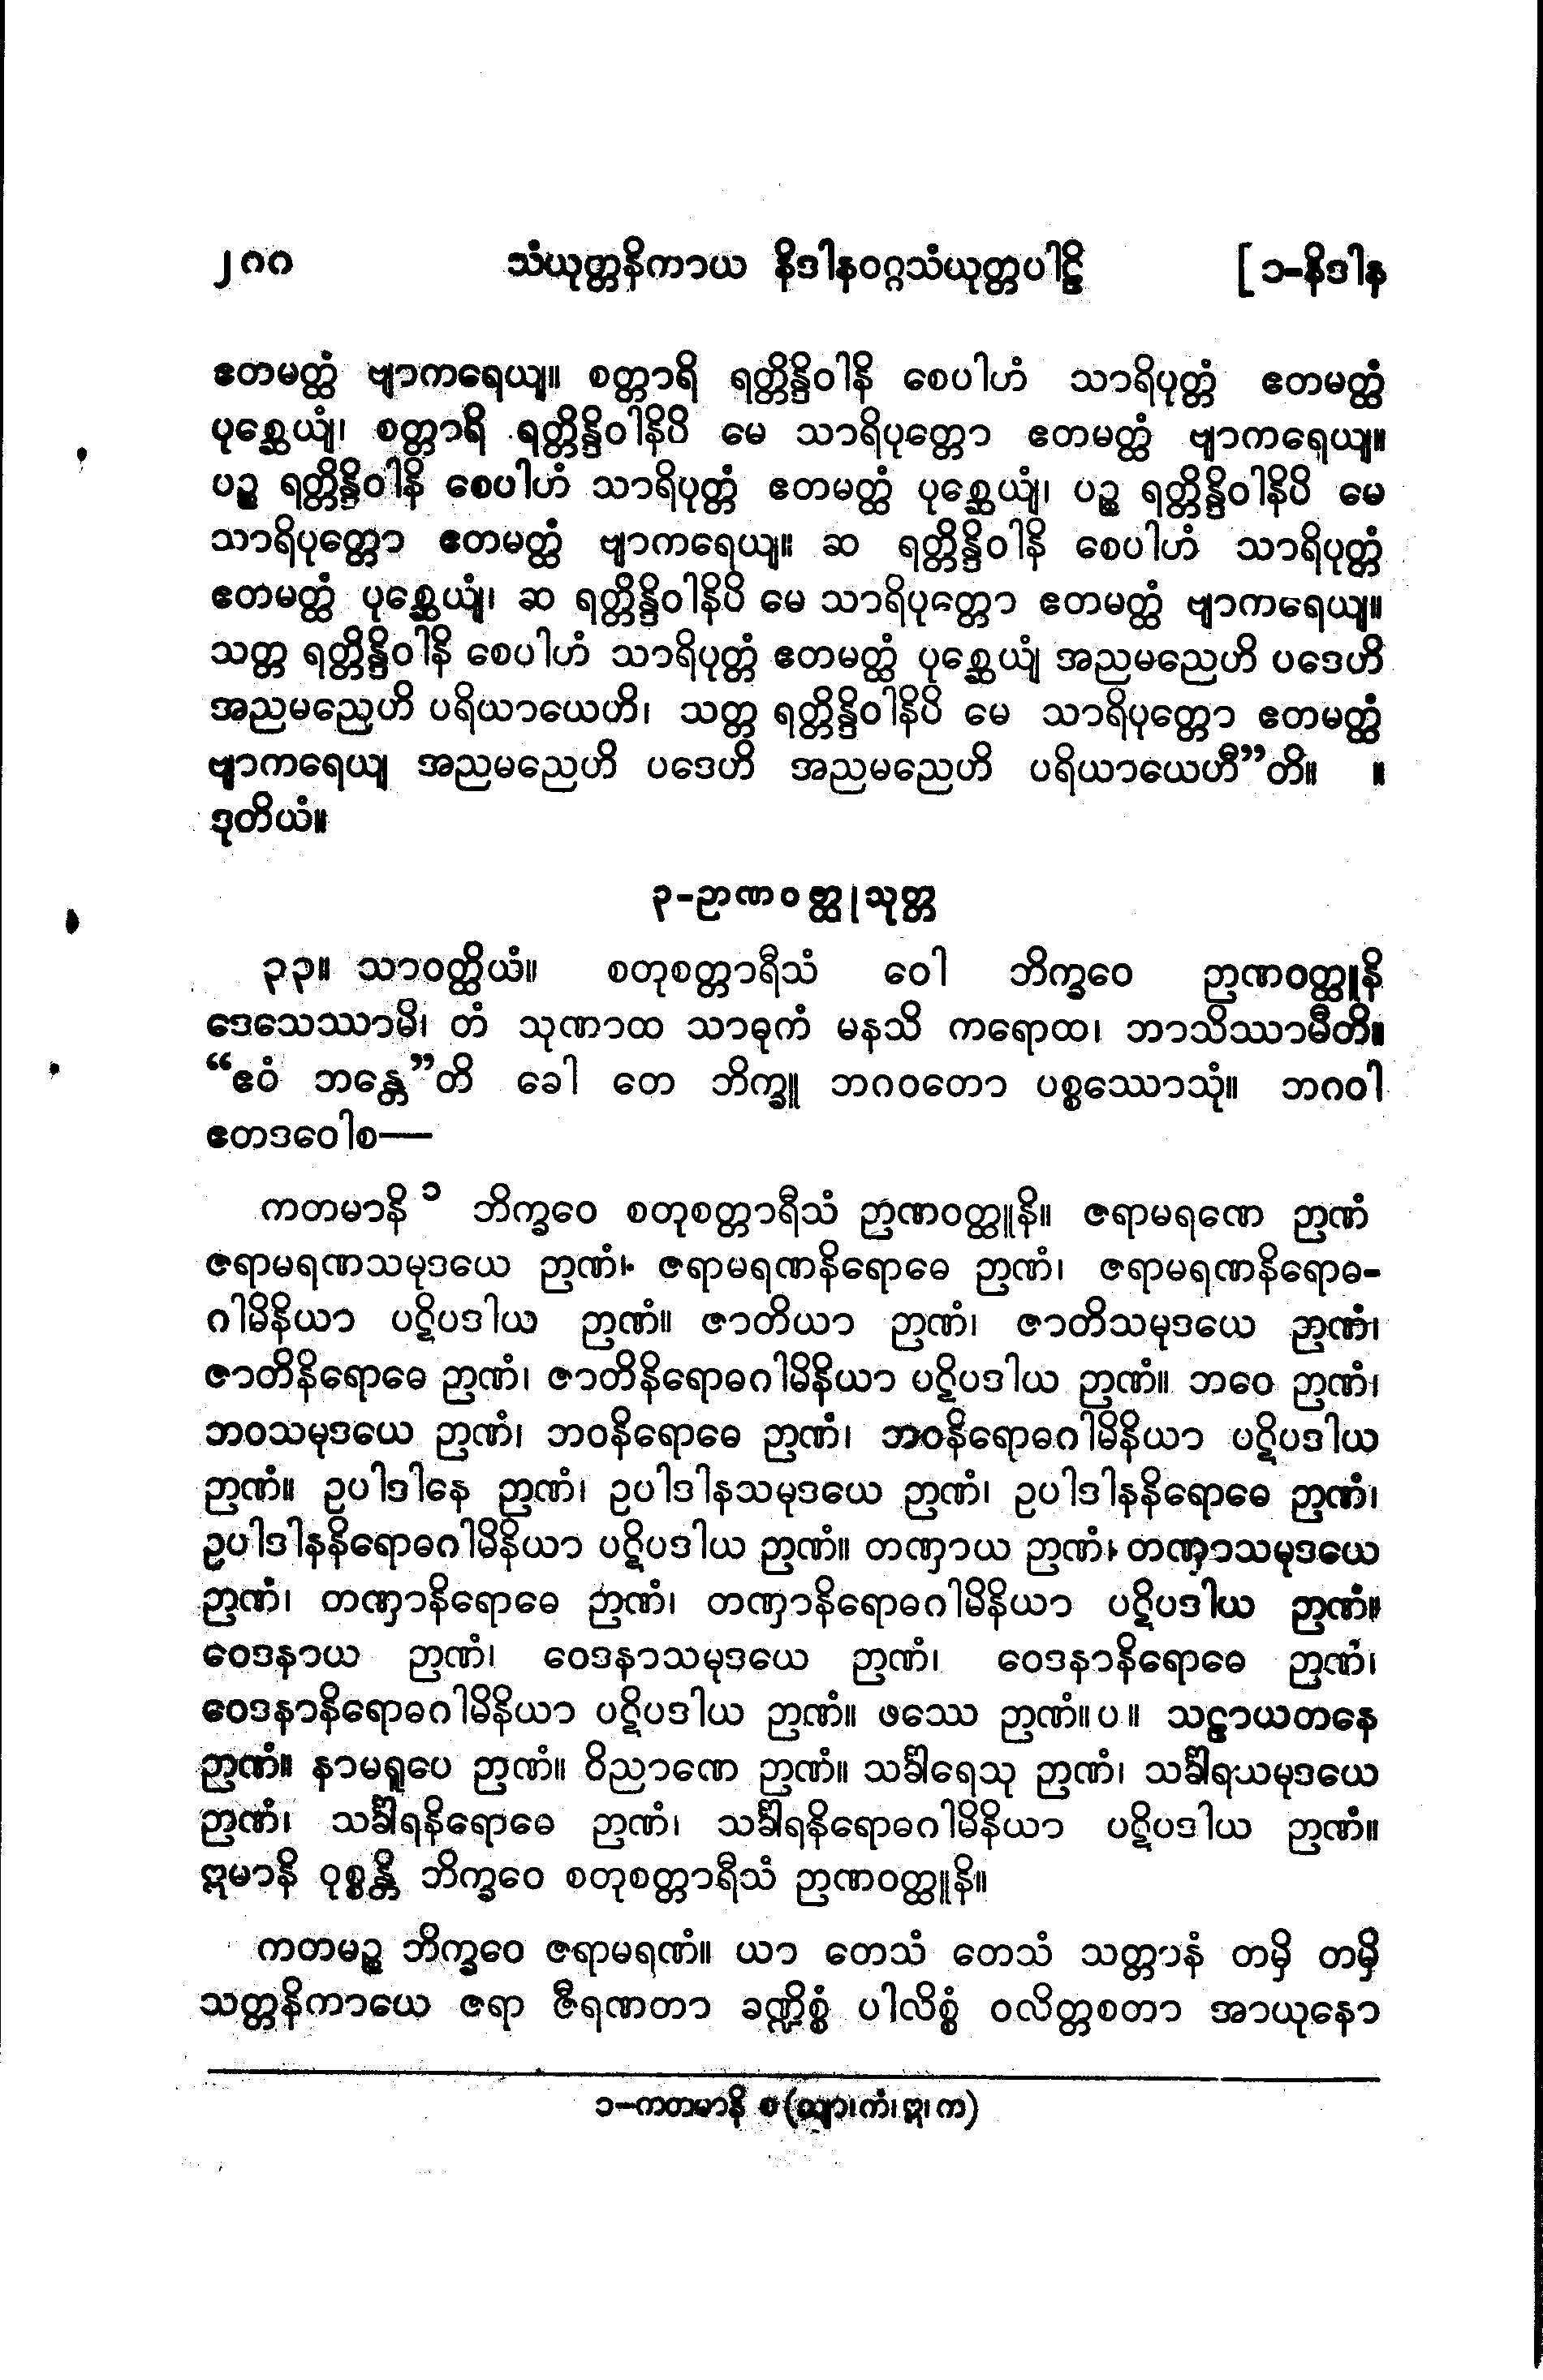 ၂၈၈ သံယုတ္တနိကာယ နိဒါနဝဂ္ဂသံယုတ္တပါဠိ [ ၁-နိဒါန
ဧတမတ္ထံ ဗျာကရေယျ။ စတ္တာရိ ရတ္တိန္ဒိဝါနိ စေပါဟံ သာရိပုတ္တံ ဧတမတ္ထံ
ပုစ္ဆေယျံ၊ စတ္တာရိ ရတ္တိန္ဒိဝါနိပိ မေ သာရိပုတ္တော ဧတမတ္ထံ ဗျာကရေယျ။
ပဉ္စ ရတ္တိန္ဒိဝါနိ စေပါဟံ သာရိပုတ္တံ ဧတမတ္ထံ ပုစ္ဆေယျံ၊ ပဉ္စ ရတ္တိန္ဒိဝါနိပိ မေ
သာရိပုတ္တော ဧတမတ္ထံ ဗျာကရေယျ။ ဆ ရတ္တိန္ဒိဝါနိ စေပါဟံ သာရိပုတ္တံ
ဧတမတ္ထံ ပုစ္ဆေယျံ၊ ဆ ရတ္တိန္ဒိဝါနိပိ မေ သာရိပုတ္တော ဧတမတ္ထံ ဗျာကရေယျ။
သတ္တ ရတ္တိန္ဒိဝါနိ စေပါဟံ သာရိပုတ္တံ ဧတမတ္ထံ ပုစ္ဆေယျံ အညမညေဟိ ပဒေဟိ
အညမညေဟိ ပရိယာယေဟိ၊ သတ္တ ရတ္တိန္ဒိဝါနိပိ မေ သာရိပုတ္တော ဧတမတ္ထံ
ဗျာကရေယျ အညမညေဟိ ပဒေဟိ အညမညေဟိ ပရိယာယေဟီ”တိ။ ။
ဒုတိယံ။
၃-ဉာဏဝတ္ထုသုတ္တ
၃၃။ သာဝတ္ထိယံ။ စတုစတ္တာရီသံ ဝေါ ဘိက္ခဝေ ဉာဏဝတ္ထူနိ
ဒေသေဿာမိ၊ တံ သုဏာထ သာဓုကံ မနသိ ကရောထ၊ ဘာသိဿာမီတိ။
“ဧဝံ ဘန္တေ”တိ ခေါ တေ ဘိက္ခူ ဘဂဝတော ပစ္စဿောသုံ။ ဘဂဝါ
ဧတဒဝေါစ—
ကတမာနိ ၁ ဘိက္ခဝေ စတုစတ္တာရီသံ ဉာဏဝတ္ထူနိ။ ဇရာမရဏေ ဉာဏံ
ဇရာမရဏသမုဒယေ ဉာဏံ၊ ဇရာမရဏနိရောဓေ ဉာဏံ၊ ဇရာမရဏနိရောဓ-
ဂါမိနိယာ ပဋိပဒါယ ဉာဏံ။ ဇာတိယာ ဉာဏံ၊ ဇာတိသမုဒယေ ဉာဏံ၊
ဇာတိနိရောဓေ ဉာဏံ၊ ဇာတိနိရောဓဂါမိနိယာ ပဋိပဒါယ ဉာဏံ။ ဘဝေ ဉာဏံ၊
ဘဝသမုဒယေ ဉာဏံ၊ ဘဝနိရောဓေ ဉာဏံ၊ ဘဝနိရောဓဂါမိနိယာ ပဋိပဒါယ
ဉာဏံ။ ဥပါဒါနေ ဉာဏံ၊ ဥပါဒါနသမုဒယေ ဉာဏံ၊ ဥပါဒါနနိရောဓေ ဉာဏံ၊
ဥပါဒါနနိရောဓဂါမိနိယာ ပဋိပဒါယ ဉာဏံ။ တဏှာယ ဉာဏံ၊ တဏှာသမုဒယေ
ဉာဏံ၊ တဏှာနိရောဓေ ဉာဏံ၊ တဏှာနိရောဓဂါမိနိယာ ပဋိပဒါယ ဉာဏံ။
ဝေဒနာယ ဉာဏံ၊ ဝေဒနာသမုဒယေ ဉာဏံ၊ ဝေဒနာနိရောဓေ ဉာဏံ၊
ဝေဒနာနိရောဓဂါမိနိယာ ပဋိပဒါယ ဉာဏံ။ ဖဿေ ဉာဏံ။ပ။ သဠာယတနေ
ဉာဏံ။ နာမရူပေ ဉာဏံ။ ဝိညာဏေ ဉာဏံ။ သင်္ခါရေသု ဉာဏံ၊ သင်္ခါရသမုဒယေ
ဉာဏံ၊ သင်္ခါရနိရောဓေ ဉာဏံ၊ သင်္ခါရနိရောဓဂါမိနိယာ ပဋိပဒါယ ဉာဏံ။
ဣမာနိ ဝုစ္စန္တိ ဘိက္ခဝေ စတုစတ္တာရီသံ ဉာဏဝတ္ထူနိ။
ကတမဉ္စ ဘိက္ခဝေ ဇရာမရဏံ။ ယာ တေသံ တေသံ သတ္တာနံ တမှိ တမှိ
သတ္တနိကာယေ ဇရာ ဇီရဏတာ ခဏ္ဍိစ္စံ ပါလိစ္စံ ဝလိတ္တစတာ အာယုနော
၁-ကတမာနိ စ (သျာ၊ကံ၊ဣ၊က)